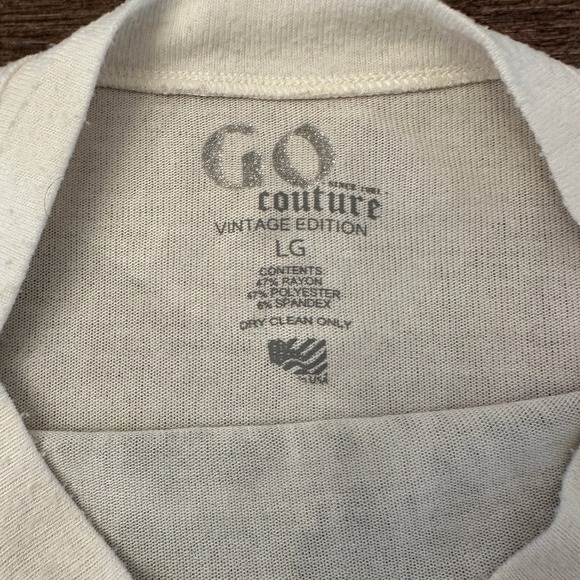 GO
SINCE 1981
couture
VINTAGE EDITION
LG
CONTENTS
47% RAYON
47% POLYESTER
6% SPANDEX
DRY CLEAN ONLY
USA